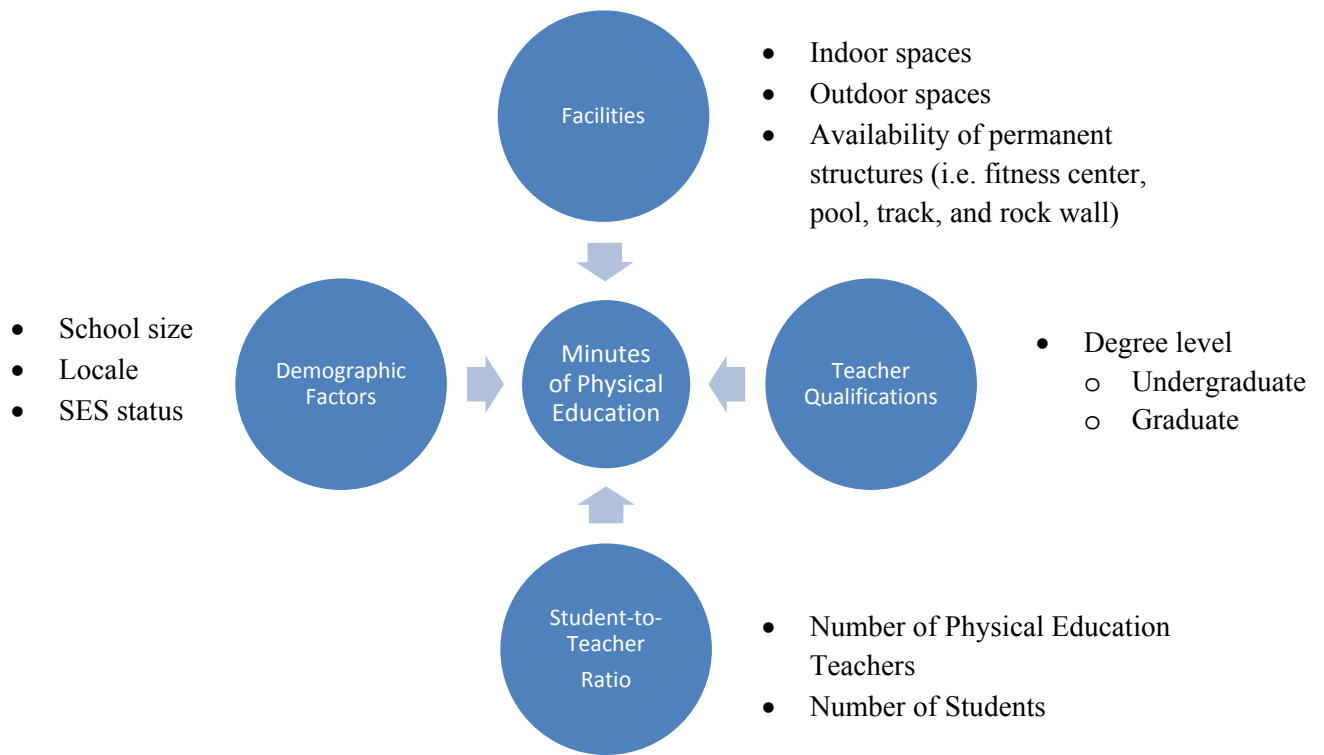 Facilities
• Indoor spaces
• Outdoor spaces
• Availability of permanent
structures (i.e. fitness center,
pool, track, and rock wall)
• School size
• Locale
• SES status
Demographic
Factors
Minutes
of Physical
Education
Teacher
Qualifications
• Degree level
o Undergraduate
o Graduate
Student-to-
Teacher
Ratio
• Number of Physical Education
Teachers
• Number of Students